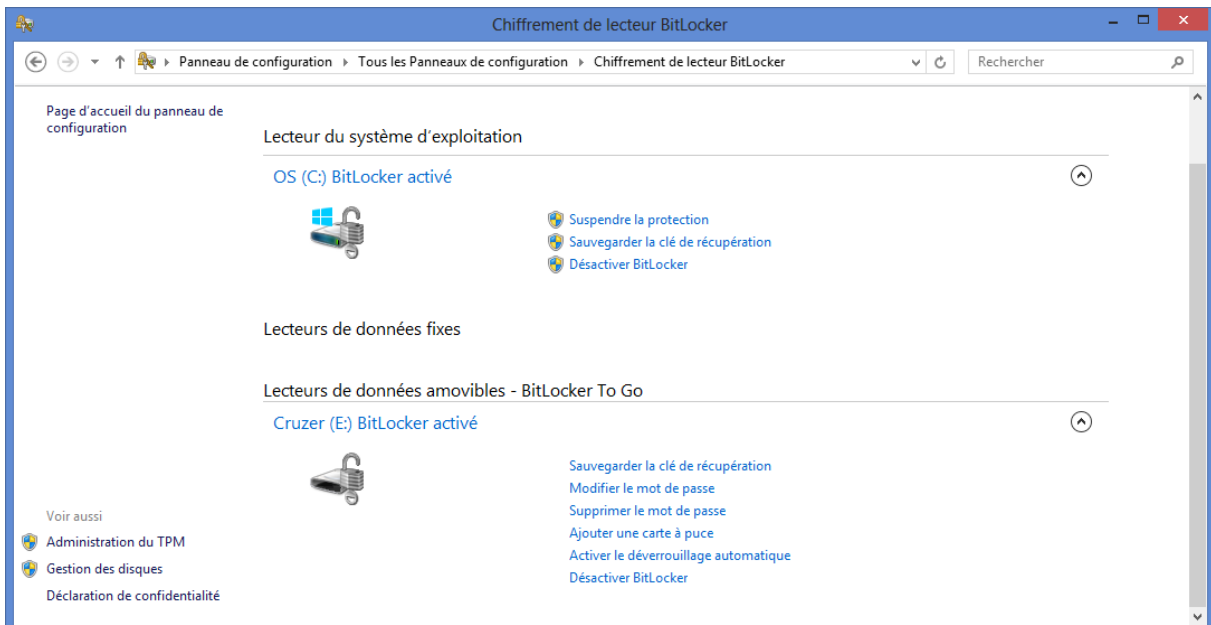 Chiffrement de lecteur BitLocker
Panneau de configuration Tous les Panneaux de configuration Chiffrement de lecteur BitLocker
Rechercher
Page d'accueil du panneau de
configuration
Lecteur du système d'exploitation
OS (C:) BitLocker activé
Suspendre la protection
Sauvegarder la clé de récupération
Désactiver BitLocker
Lecteurs de données fixes
Lecteurs de données amovibles - BitLocker To Go
Cruzer (E:) BitLocker activé
Sauvegarder la clé de récupération
Modifier le mot de passe
Supprimer le mot de passe
Ajouter une carte à puce
Activer le déverrouillage automatique
Désactiver BitLocker
Voir aussi
Administration du TPM
Gestion des disques
Déclaration de confidentialité